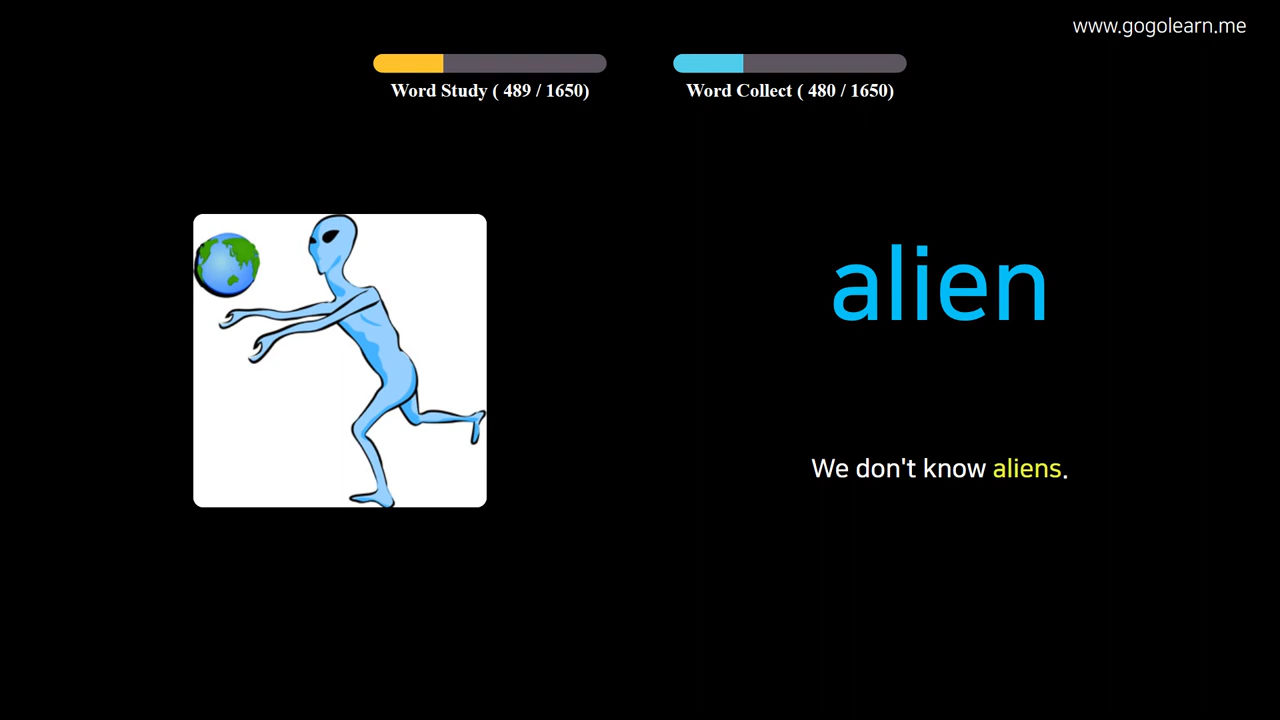 www.gogolearn.me
Word Study ( 489 / 1650)
Word Collect ( 480 / 1650)
alien
We don't know aliens.